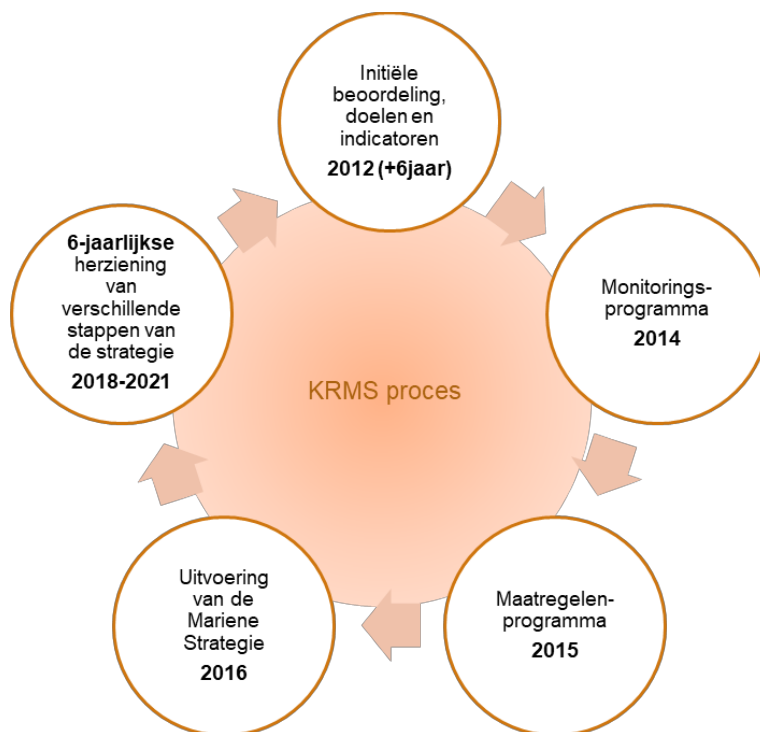 Initiële
beoordeling,
doelen en
indicatoren
2012 (+6jaar)
Monitorings-
programma
2014
Maatregelen-
programma
2015
Uitvoering
van de
Mariene
Strategie
2016
6-jaarlijkse
herziening
van
verschillende
stappen van
de strategie
2018-2021
KRMS proces